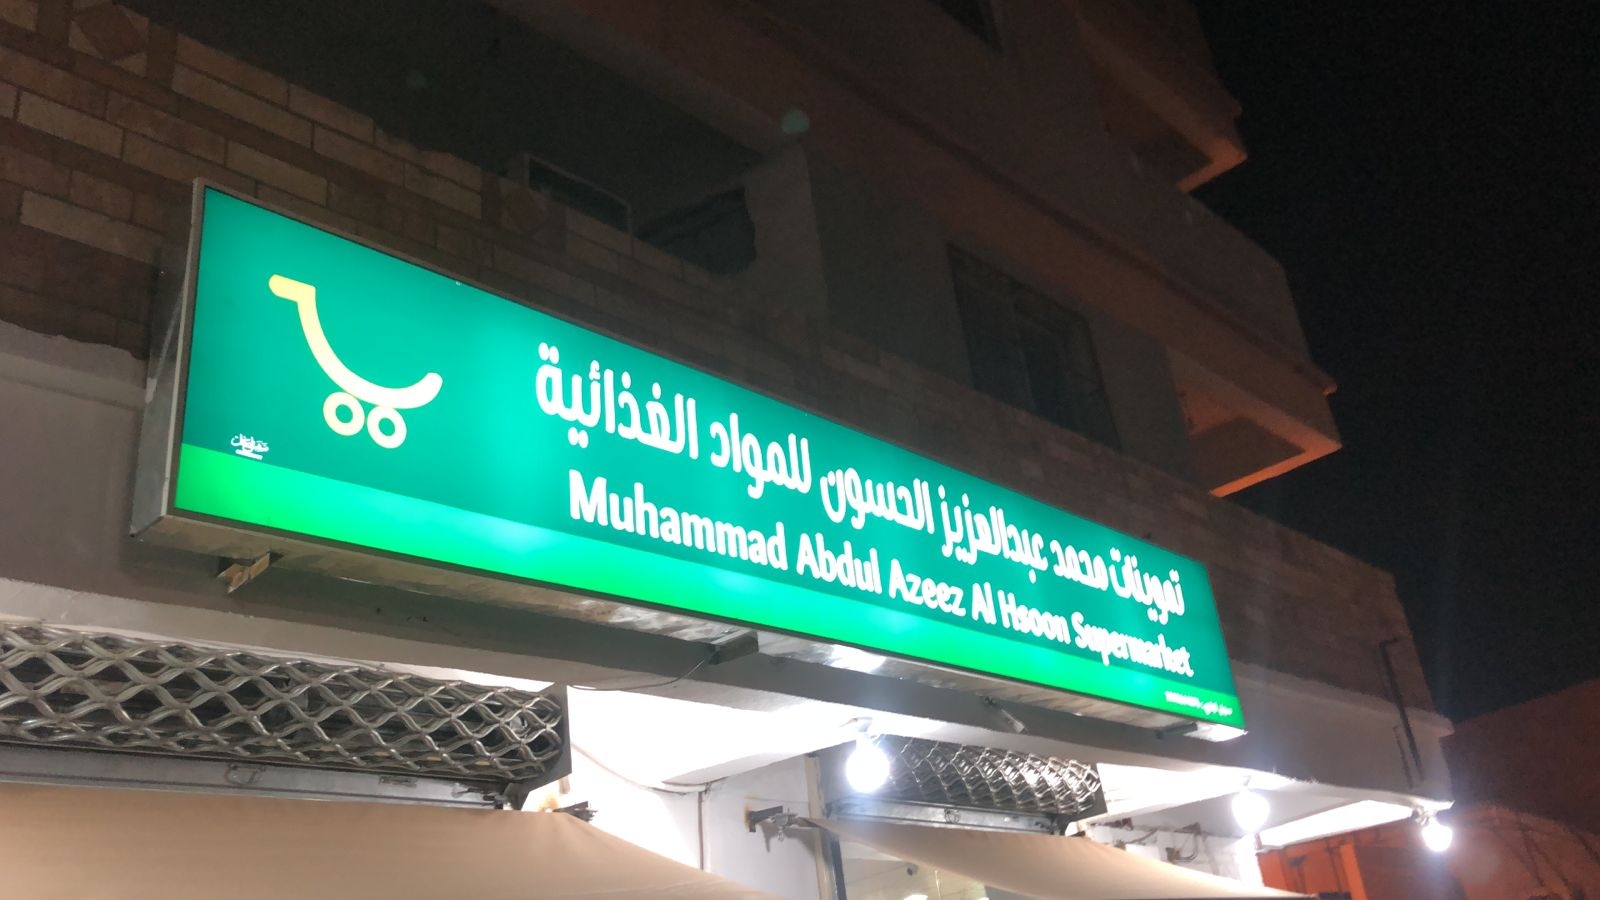 تموينات محمد عبدالعزيز الحسون للمواد الغذائية
Muhammad Abdul Azeez Al Hsoon Supermarket